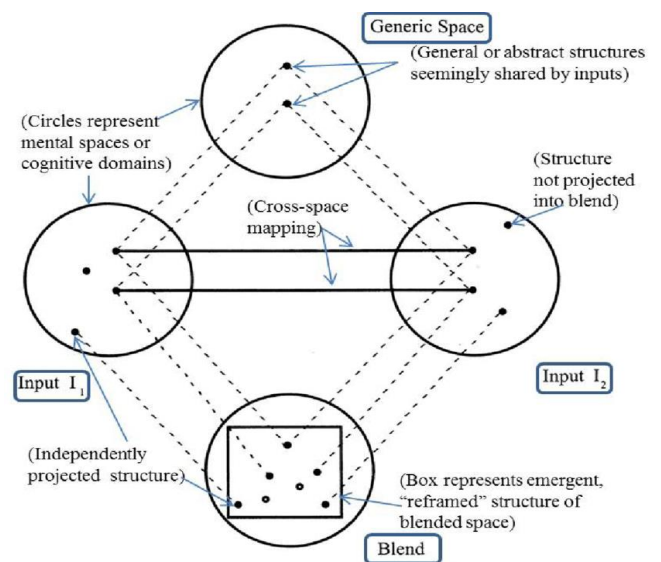 Generic Space
(General or abstract structures
seemingly shared by inputs)
(Circles represent
mental spaces or
cognitive domains)
(Structure
not projected
into blend)
(Cross-space
mapping)
Input I1
Input I2
(Independently
projected structure)
(Box represents emergent,
“reframed” structure of
blended space)
Blend